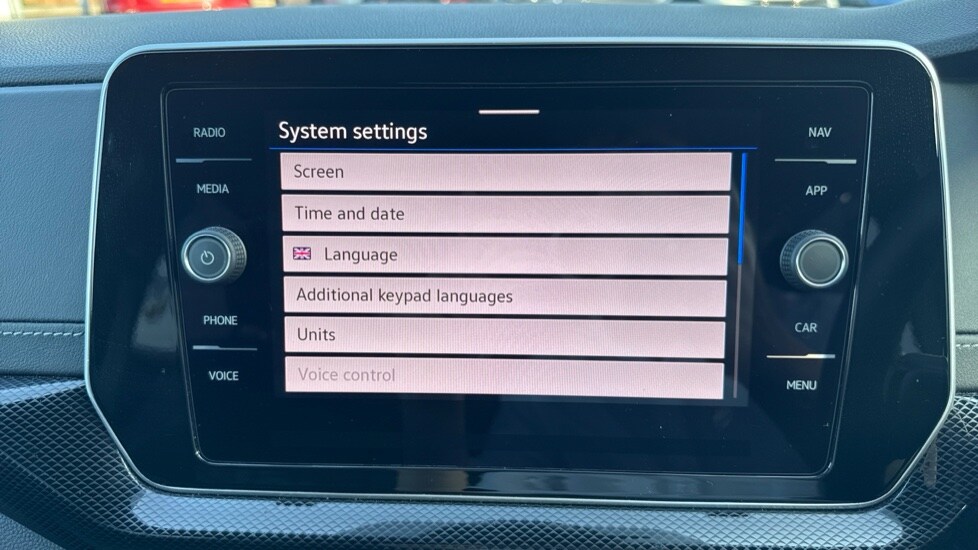 RADIO
MEDIA
PHONE
VOICE
System settings
Screen
Time and date
Language
Additional keypad languages
Units
Voice control
NAV
APP
CAR
MENU